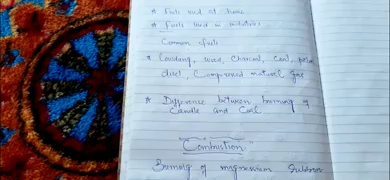 * Fuels used at home
* Fuels used in industries
Common fuels
* Cowdung, wood, charcoal, coal, petrol
diesel, Compressed natural gas
* Difference between burning of
Candle and Coal
Combustion
Burning of magnesium